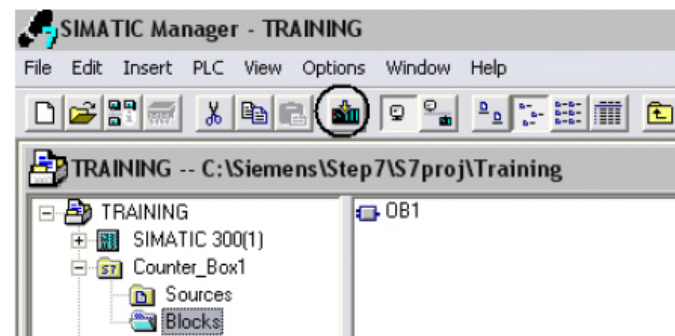 SIMATIC Manager - TRAINING
File Edit Insert PLC View Options Window Help
TRAINING -- C:\Siemens\Step7\S7proj\Training
TRAINING
OB1
SIMATIC 300(1)
S7 Counter_Box1
Sources
Blocks